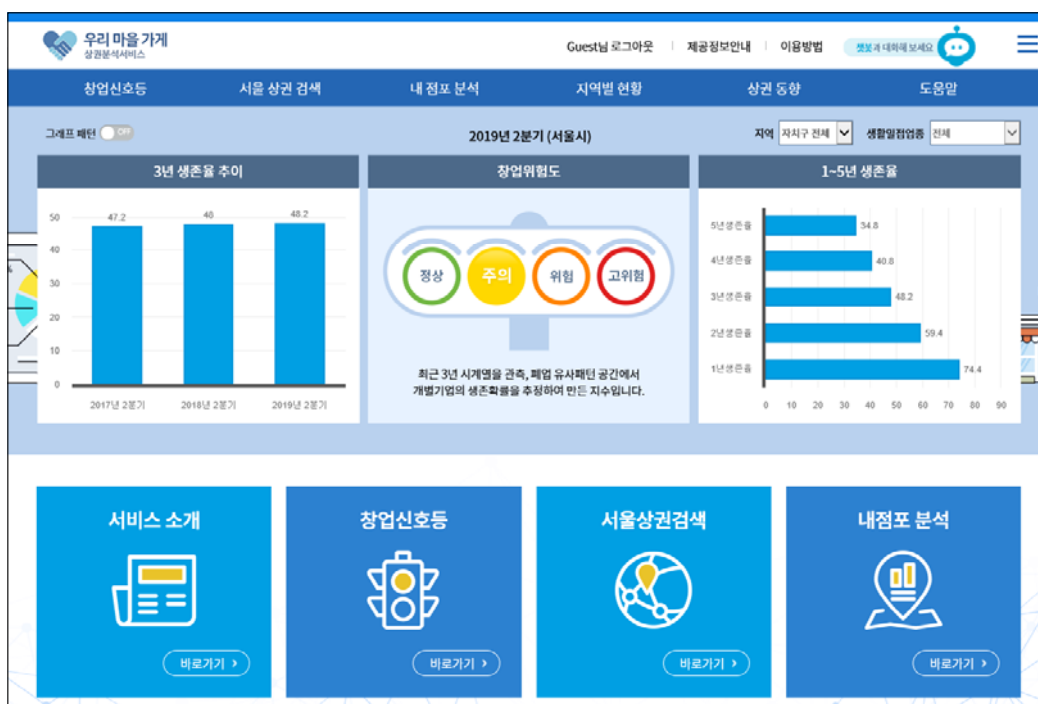 우리 마을 가게
상권분석서비스
Guest님 로그아웃
제공정보안내
이용방법
챗봇과 대화해 보세요
창업신호등
서울 상권 검색
내 점포 분석
지역별 현황
상권 동향
도움말
그래프 패턴 OFF
2019년 2분기 (서울시)
지역 자치구 전체
생활밀접업종 전체
3년 생존율 추이
50
40
30
20
10
0
47.2
48
48.2
2017년 2분기
2018년 2분기
2019년 2분기
창업위험도
정상
주의
위험
고위험
최근 3년 시계열을 관측, 폐업 유사패턴 공간에서
개별기업의 생존확률을 추정하여 만든 지수입니다.
1~5년 생존율
5년생존율 34.8
4년생존율 40.8
3년생존율 48.2
2년생존율 59.4
1년생존율 74.4
0 10 20 30 40 50 60 70 80 90
서비스 소개
바로가기 >
창업신호등
바로가기 >
서울상권검색
바로가기 >
내점포 분석
바로가기 >